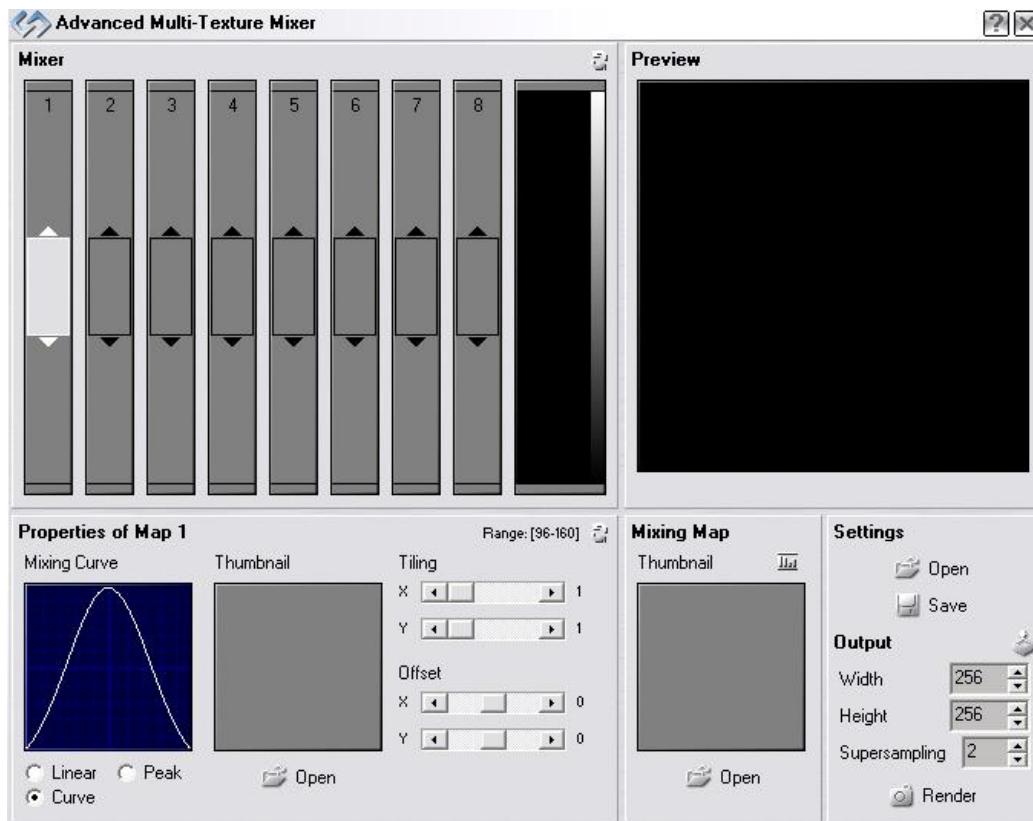 Advanced Multi-Texture Mixer
Mixer
1 2 3 4 5 6 7 8
Preview
Properties of Map 1
Range: [96-160]
Mixing Curve
Thumbnail
Tiling
X 1
Y 1
Offset
X 0
Y 0
Linear
Peak
Curve
Open
Mixing Map
Thumbnail
Open
Settings
Open
Save
Output
Width 256
Height 256
Supersampling 2
Render